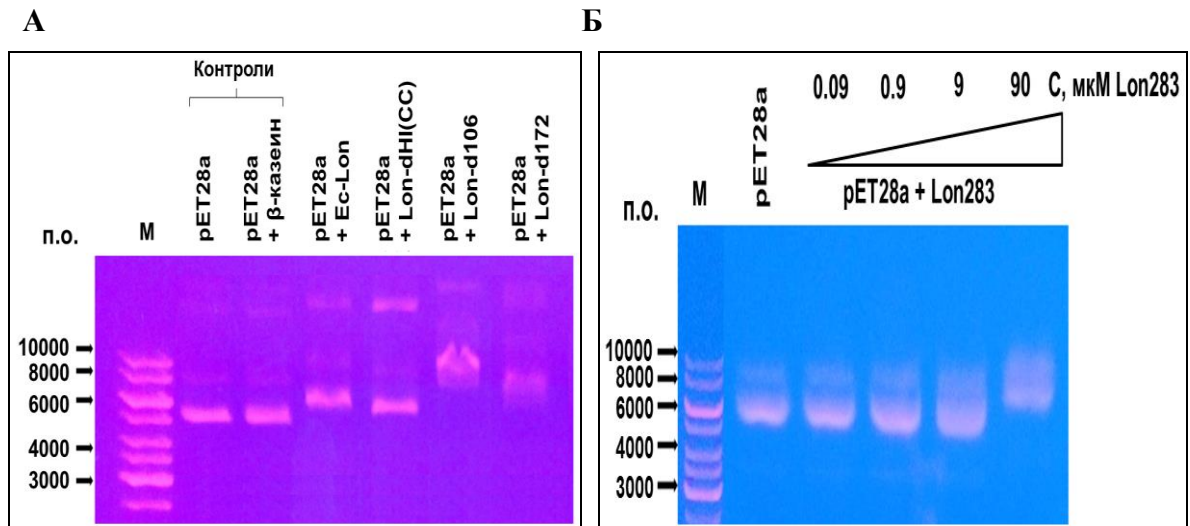 А
Контроли
pET28a
pET28a
+ β-казеин
pET28a
+ Ec-Lon
pET28a
+ Lon-dHI(CC)
pET28a
+ Lon-d106
pET28a
+ Lon-d172
п.о.
М
10000
8000
6000
4000
3000
Б
pET28a
0.09 0.9 9 90 С, мкМ Lon283
pET28a + Lon283
п.о.
М
10000
8000
6000
4000
3000